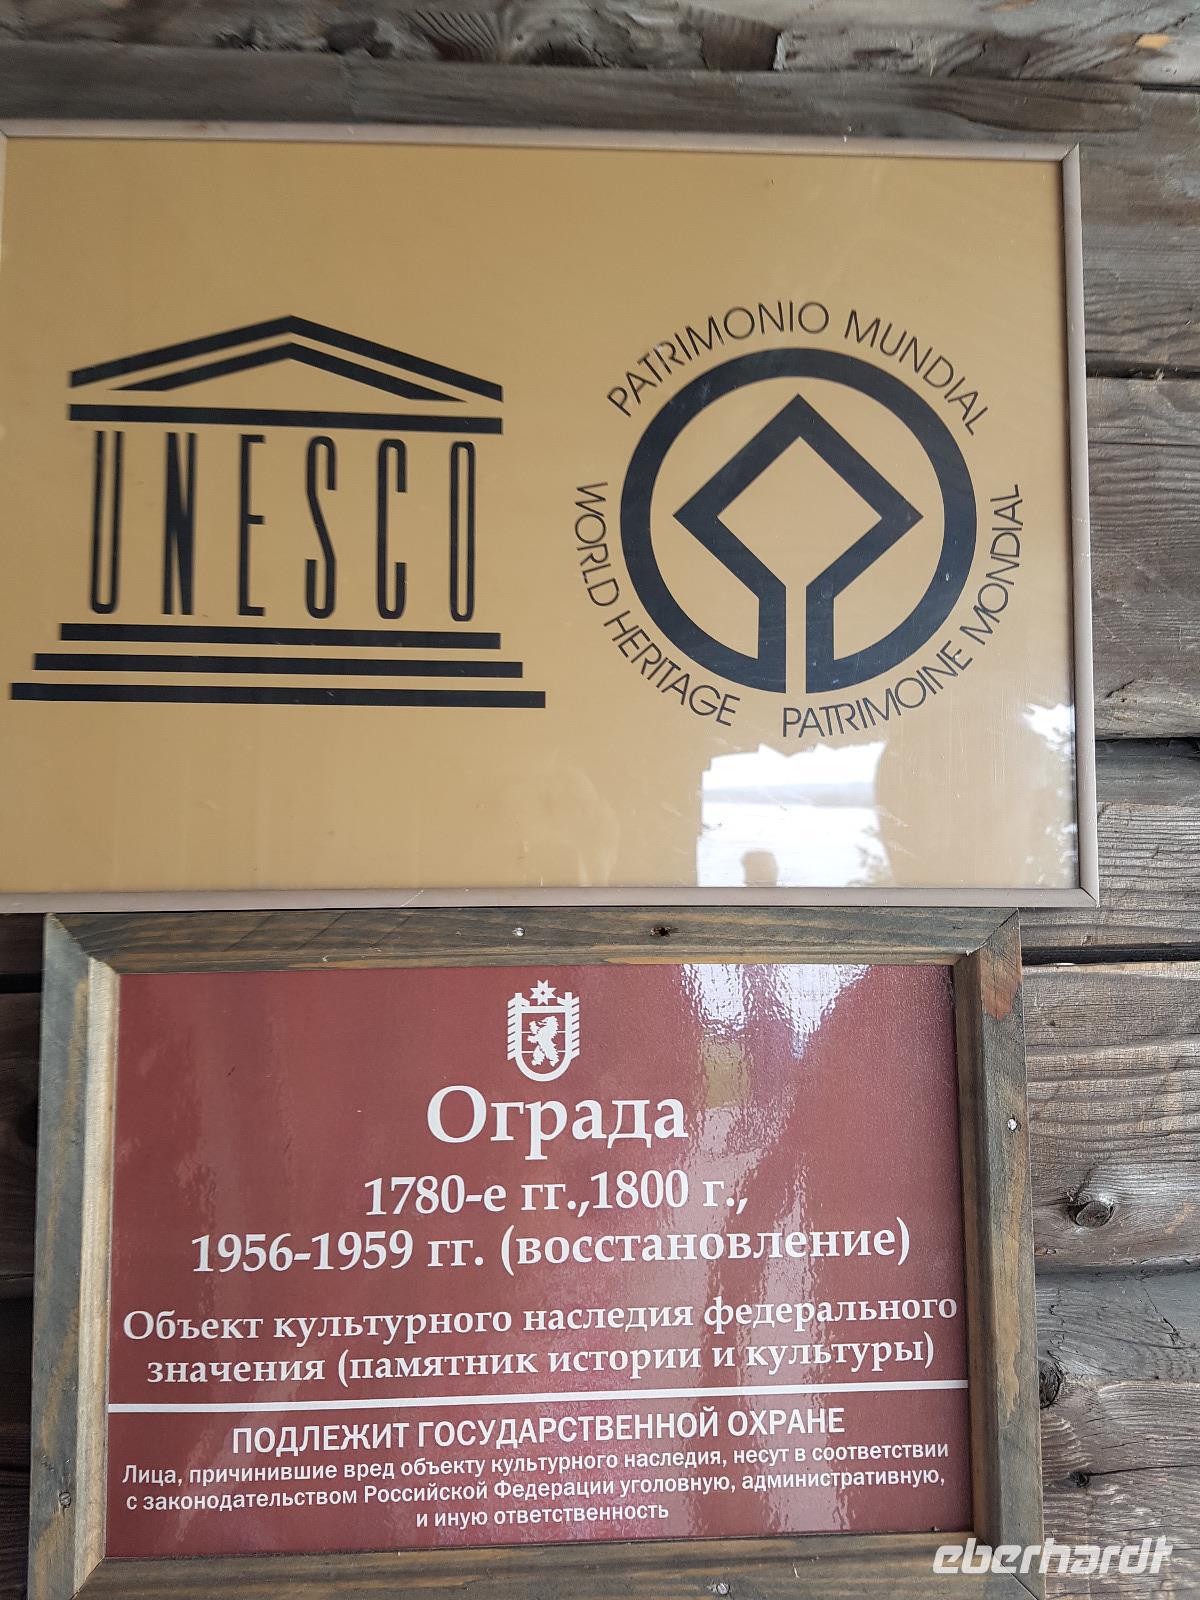 UNESCO
PATRIMONIO MUNDIAL
WORLD HERITAGE
PATRIMOINE MONDIAL
Ограда
1780-е гг.,1800 г.,
1956-1959 гг. (восстановление)
Объект культурного наследия федерального
значения (памятник истории и культуры)
ПОДЛЕЖИТ ГОСУДАРСТВЕННОЙ ОХРАНЕ
Лица, причинившие вред объекту культурного наследия, несут в соответствии
с законодательством Российской Федерации уголовную, административную,
и иную ответственность
eberhardt